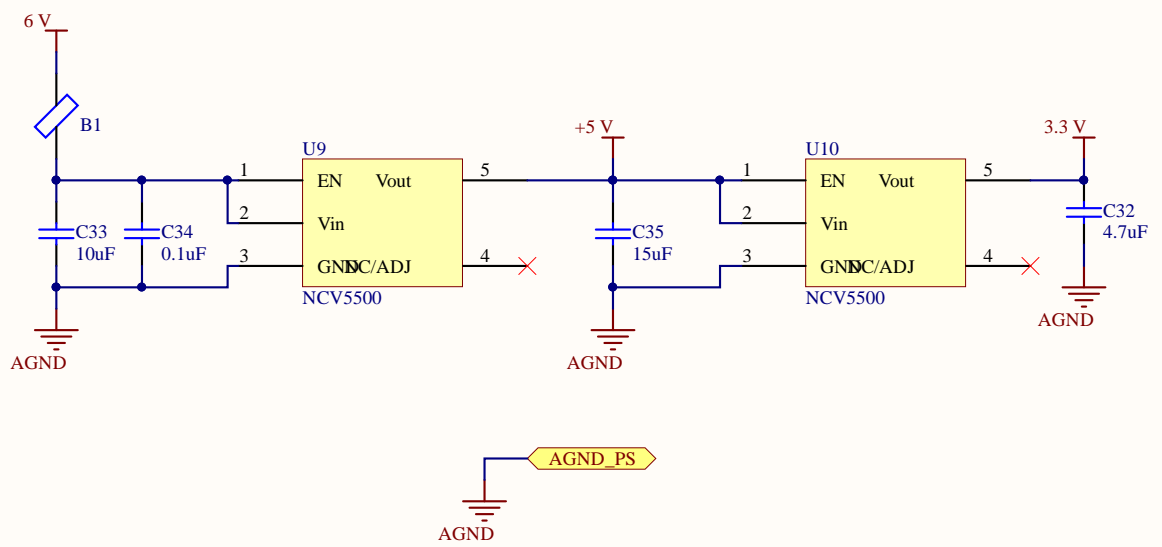 6 V
B1
+5 V
3.3 V
U9
U10
1
EN
Vout
5
1
EN
Vout
5
2
Vin
2
Vin
C33
10uF
C34
0.1uF
C35
15uF
C32
4.7uF
3
GND
NC/ADJ
4
3
GND
NC/ADJ
4
NCV5500
NCV5500
AGND
AGND
AGND
AGND_PS
AGND